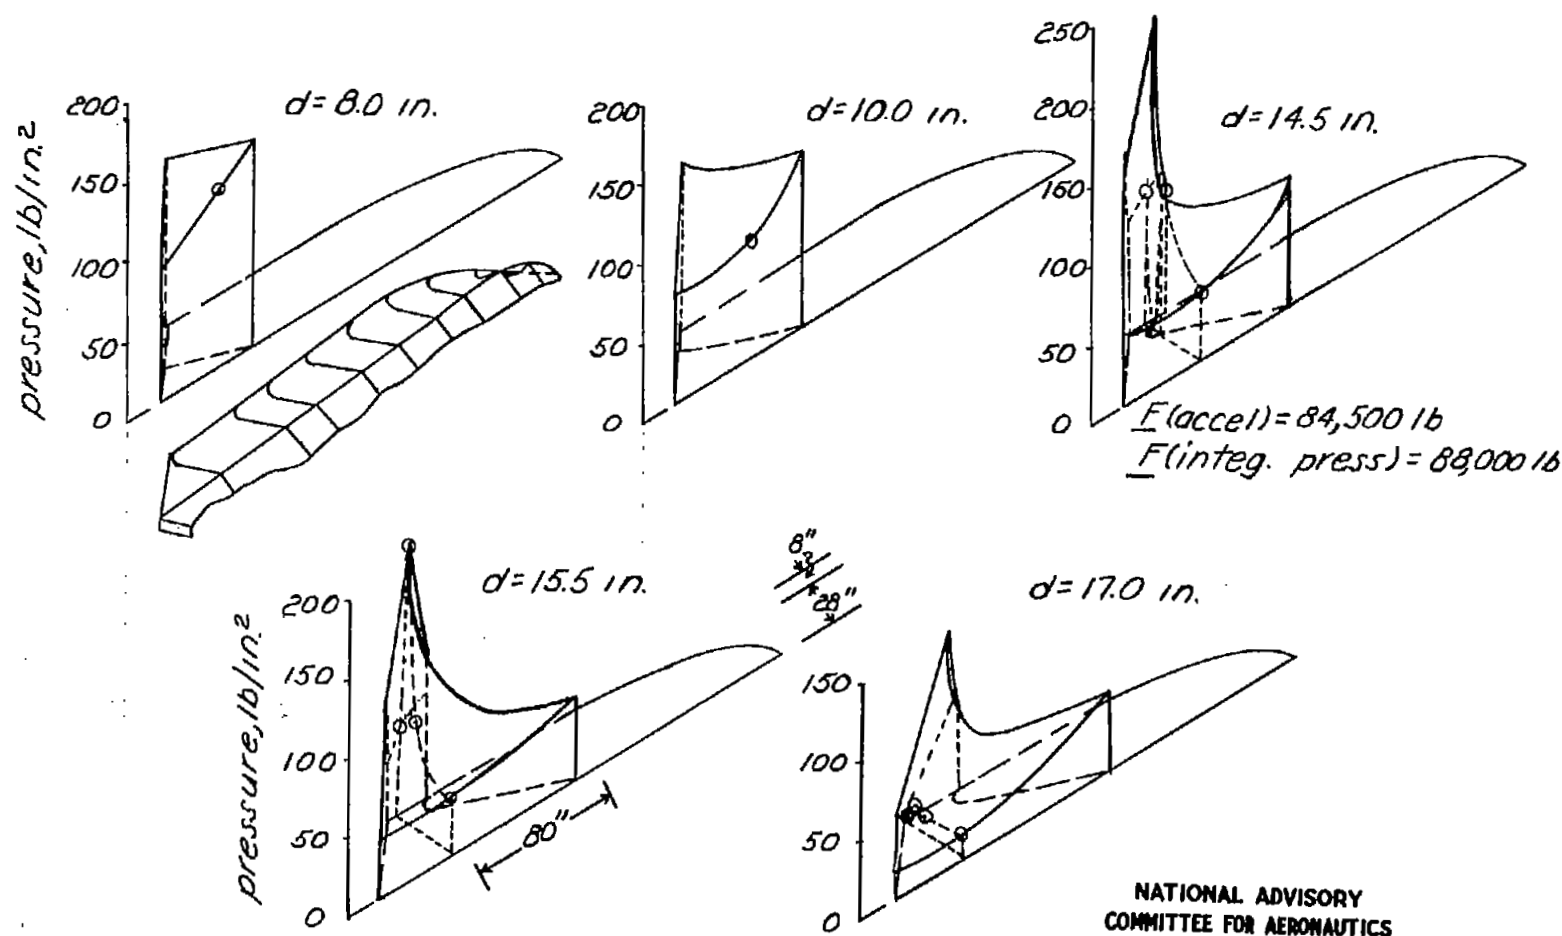 pressure, lb/in.²
200
150
100
50
0
d = 8.0 in.
200
150
100
50
0
d = 10.0 in.
250
200
150
100
50
0
d = 14.5 in.
F(accel) = 84,500 lb
F(integ. press) = 88,000 lb
pressure, lb/in.²
200
150
100
50
0
d = 15.5 in.
80"
8"
28"
d = 17.0 in.
150
100
50
0
NATIONAL ADVISORY
COMMITTEE FOR AERONAUTICS